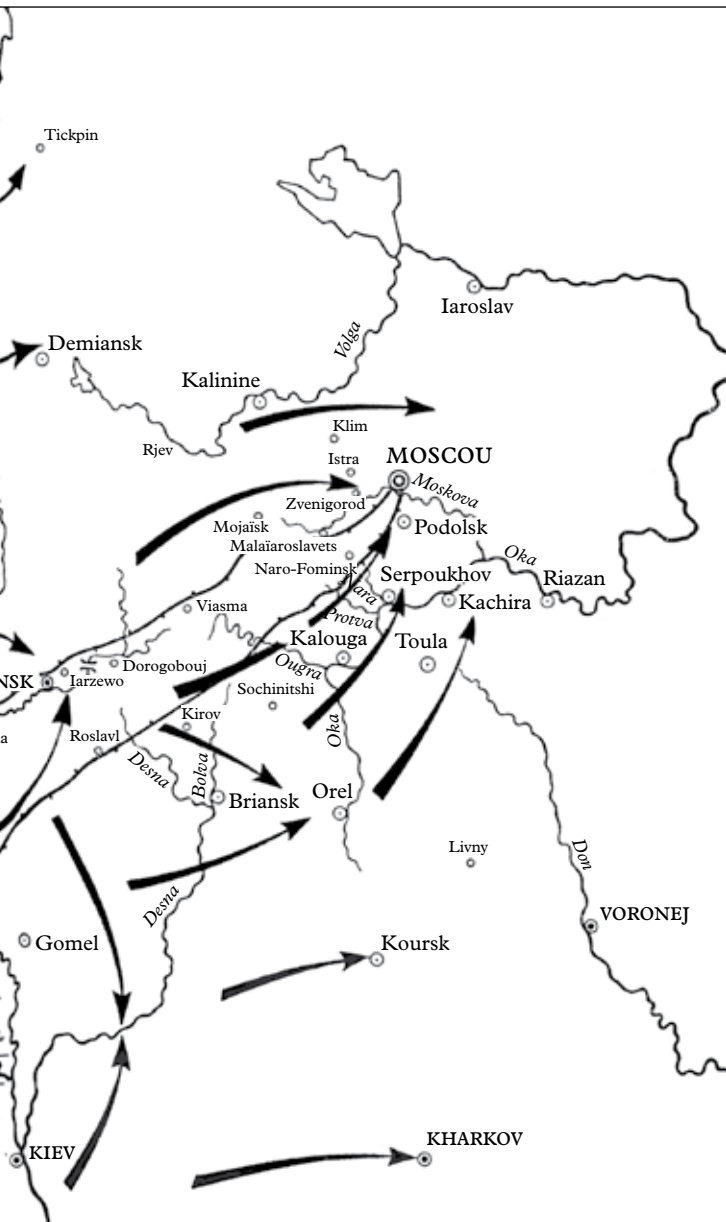 Tickpin
Iaroslav
Volga
Demiansk
Kalinine
Klim
Rjev
Istra
MOSCOU
Moskova
Zvenigorod
Mojaïsk
Podolsk
Malaïaroslavets
Naro-Fominsk
Oka
Serpoukhov
Riazan
Kachira
Viasma
Protva
Kalouga
Toula
Dorogobouj
Ougra
NSK
Iarzewo
Sochinitshi
Kirov
a
Roslavl
Oka
Desna
Bolva
Briansk
Orel
Livny
Don
Desna
VORONEJ
Gomel
Koursk
KIEV
KHARKOV